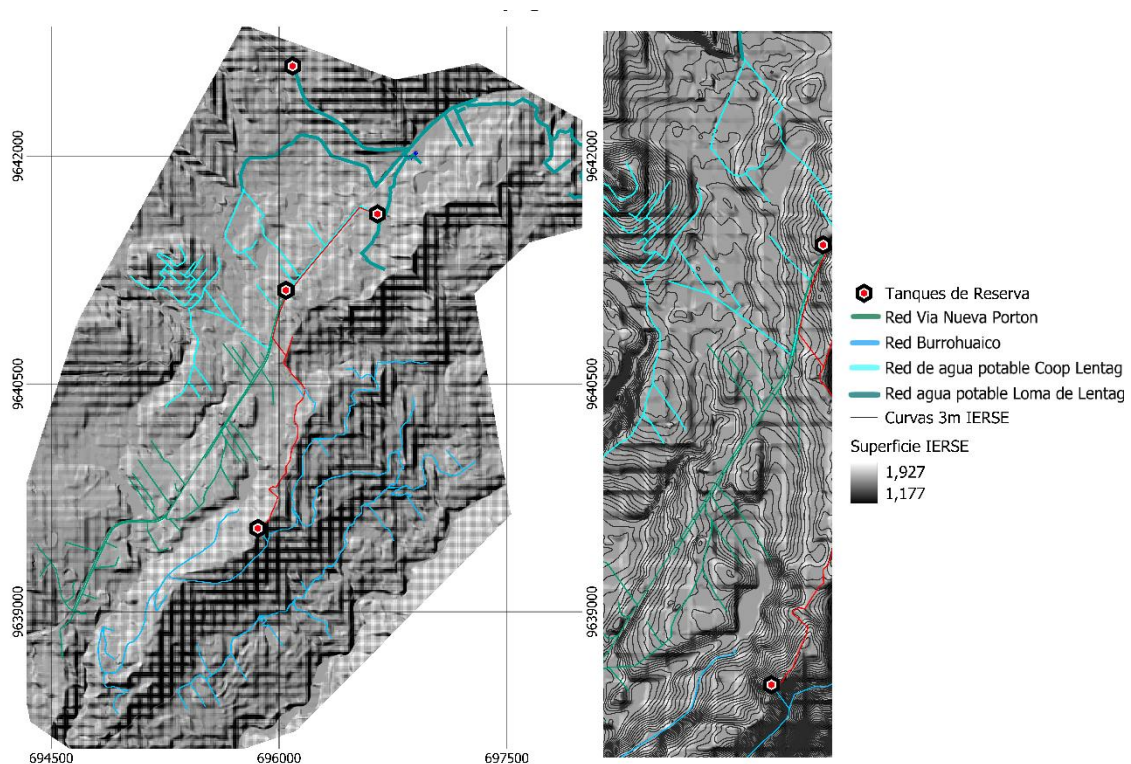 9642000
9642000
9640500
9640500
9639000
9639000
694500
696000
697500
Tanques de Reserva
Red Via Nueva Porton
Red Burrohuaico
Red de agua potable Coop Lentag
Red agua potable Loma de Lentag
Curvas 3m IERSE
Superficie IERSE
1,927
1,177